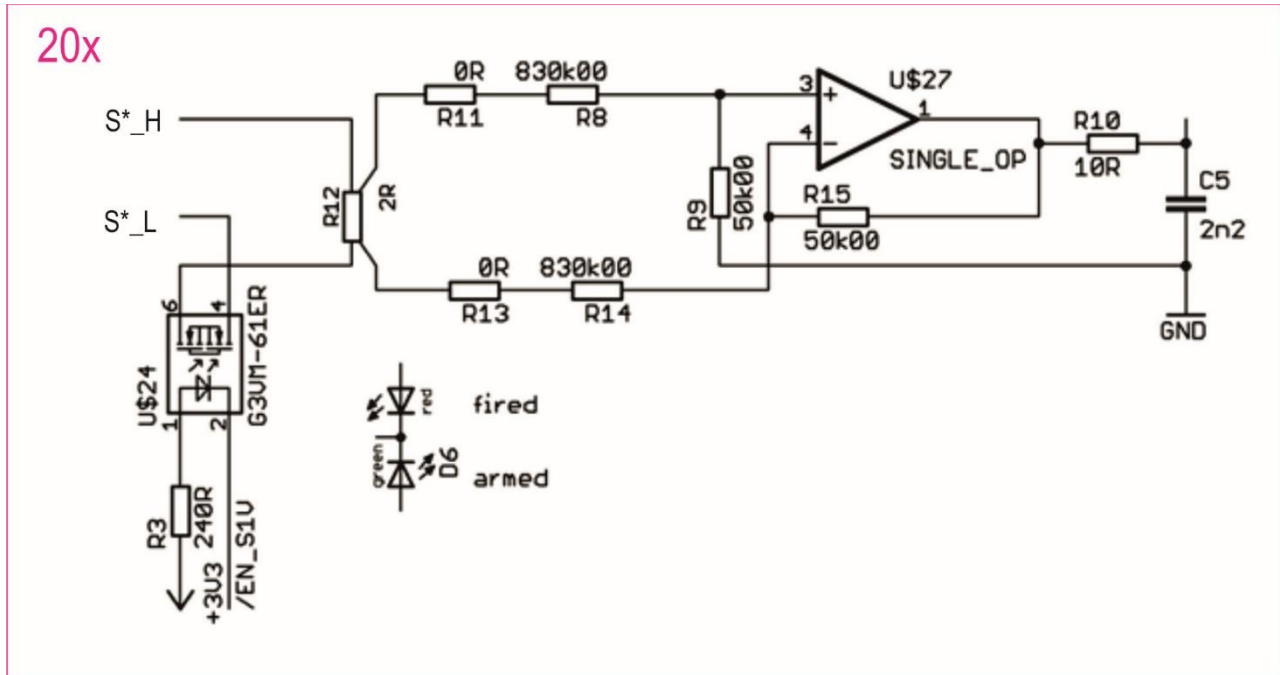 20x
0R 830k00
R11 R8
S*_H
3
+
U$27
1
4
-
SINGLE_OP
R10
10R
R12
2R
R9
50k00
R15
50k00
C5
2n2
S*_L
0R 830k00
R13 R14
GND
6
4
U$24
G3VM-61ER
1
2
red
fired
green
D6
armed
R3
240R
+3V3
/EN_S1V